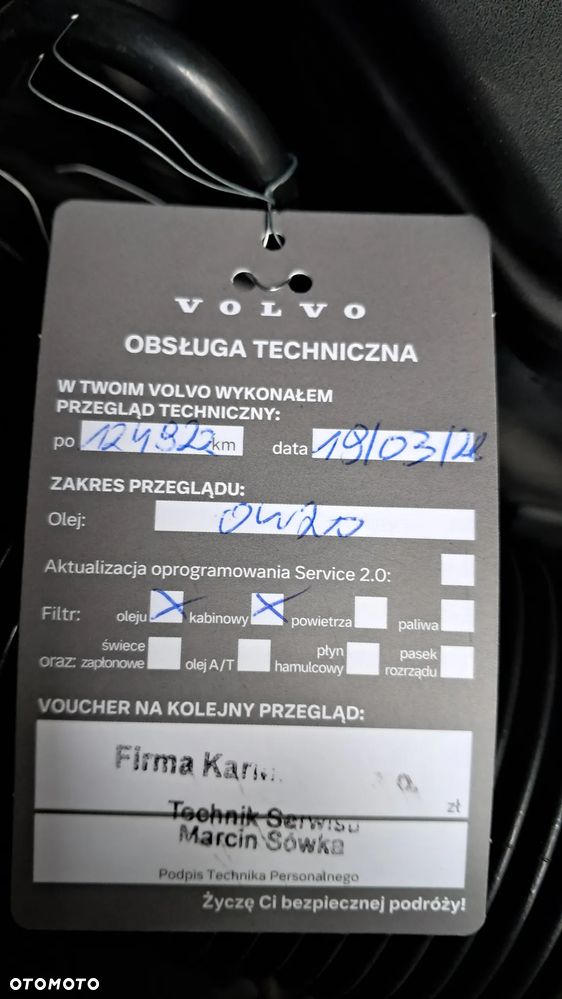 VOLVO
OBSŁUGA TECHNICZNA
W TWOIM VOLVO WYKONAŁEM
PRZEGLĄD TECHNICZNY:
po 124922 km data 19/03/
ZAKRES PRZEGLĄDU:
Olej: 0W20
Aktualizacja oprogramowania Service 2.0:
Filtr: oleju X kabinowy X powietrza paliwa
oraz: świece zapłonowe olej A/T płyn hamulcowy pasek rozrządu
VOUCHER NA KOLEJNY PRZEGLĄD:
Firma
zł
Technik Serwisu
Marcin Sówka
Podpis Technika Personalnego
Życzę Ci bezpiecznej podróży!
OTOMOTO